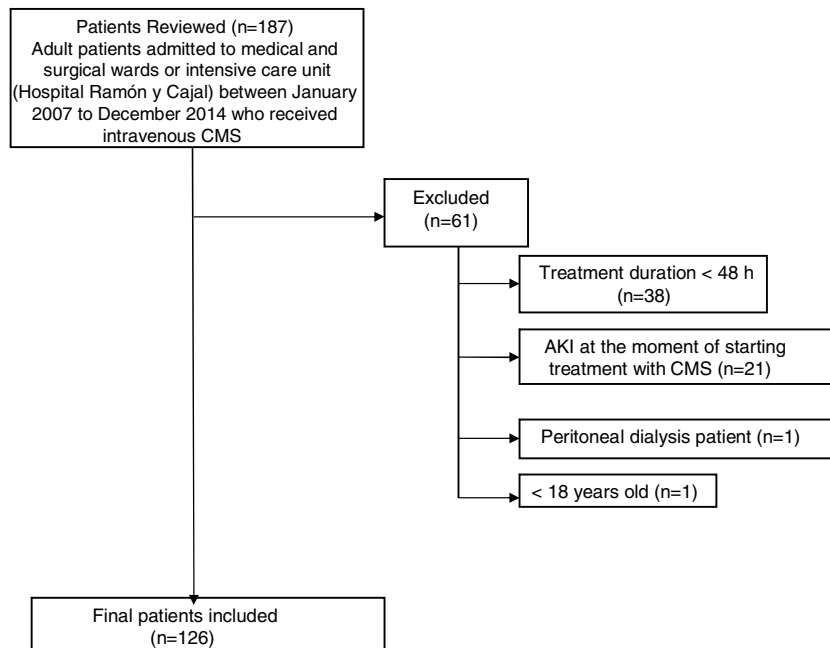 Patients Reviewed (n=187)
Adult patients admitted to medical and
surgical wards or intensive care unit
(Hospital Ramón y Cajal) between January
2007 to December 2014 who received
intravenous CMS
Excluded
(n=61)
Treatment duration < 48 h
(n=38)
AKI at the moment of starting
treatment with CMS (n=21)
Peritoneal dialysis patient (n=1)
< 18 years old (n=1)
Final patients included
(n=126)